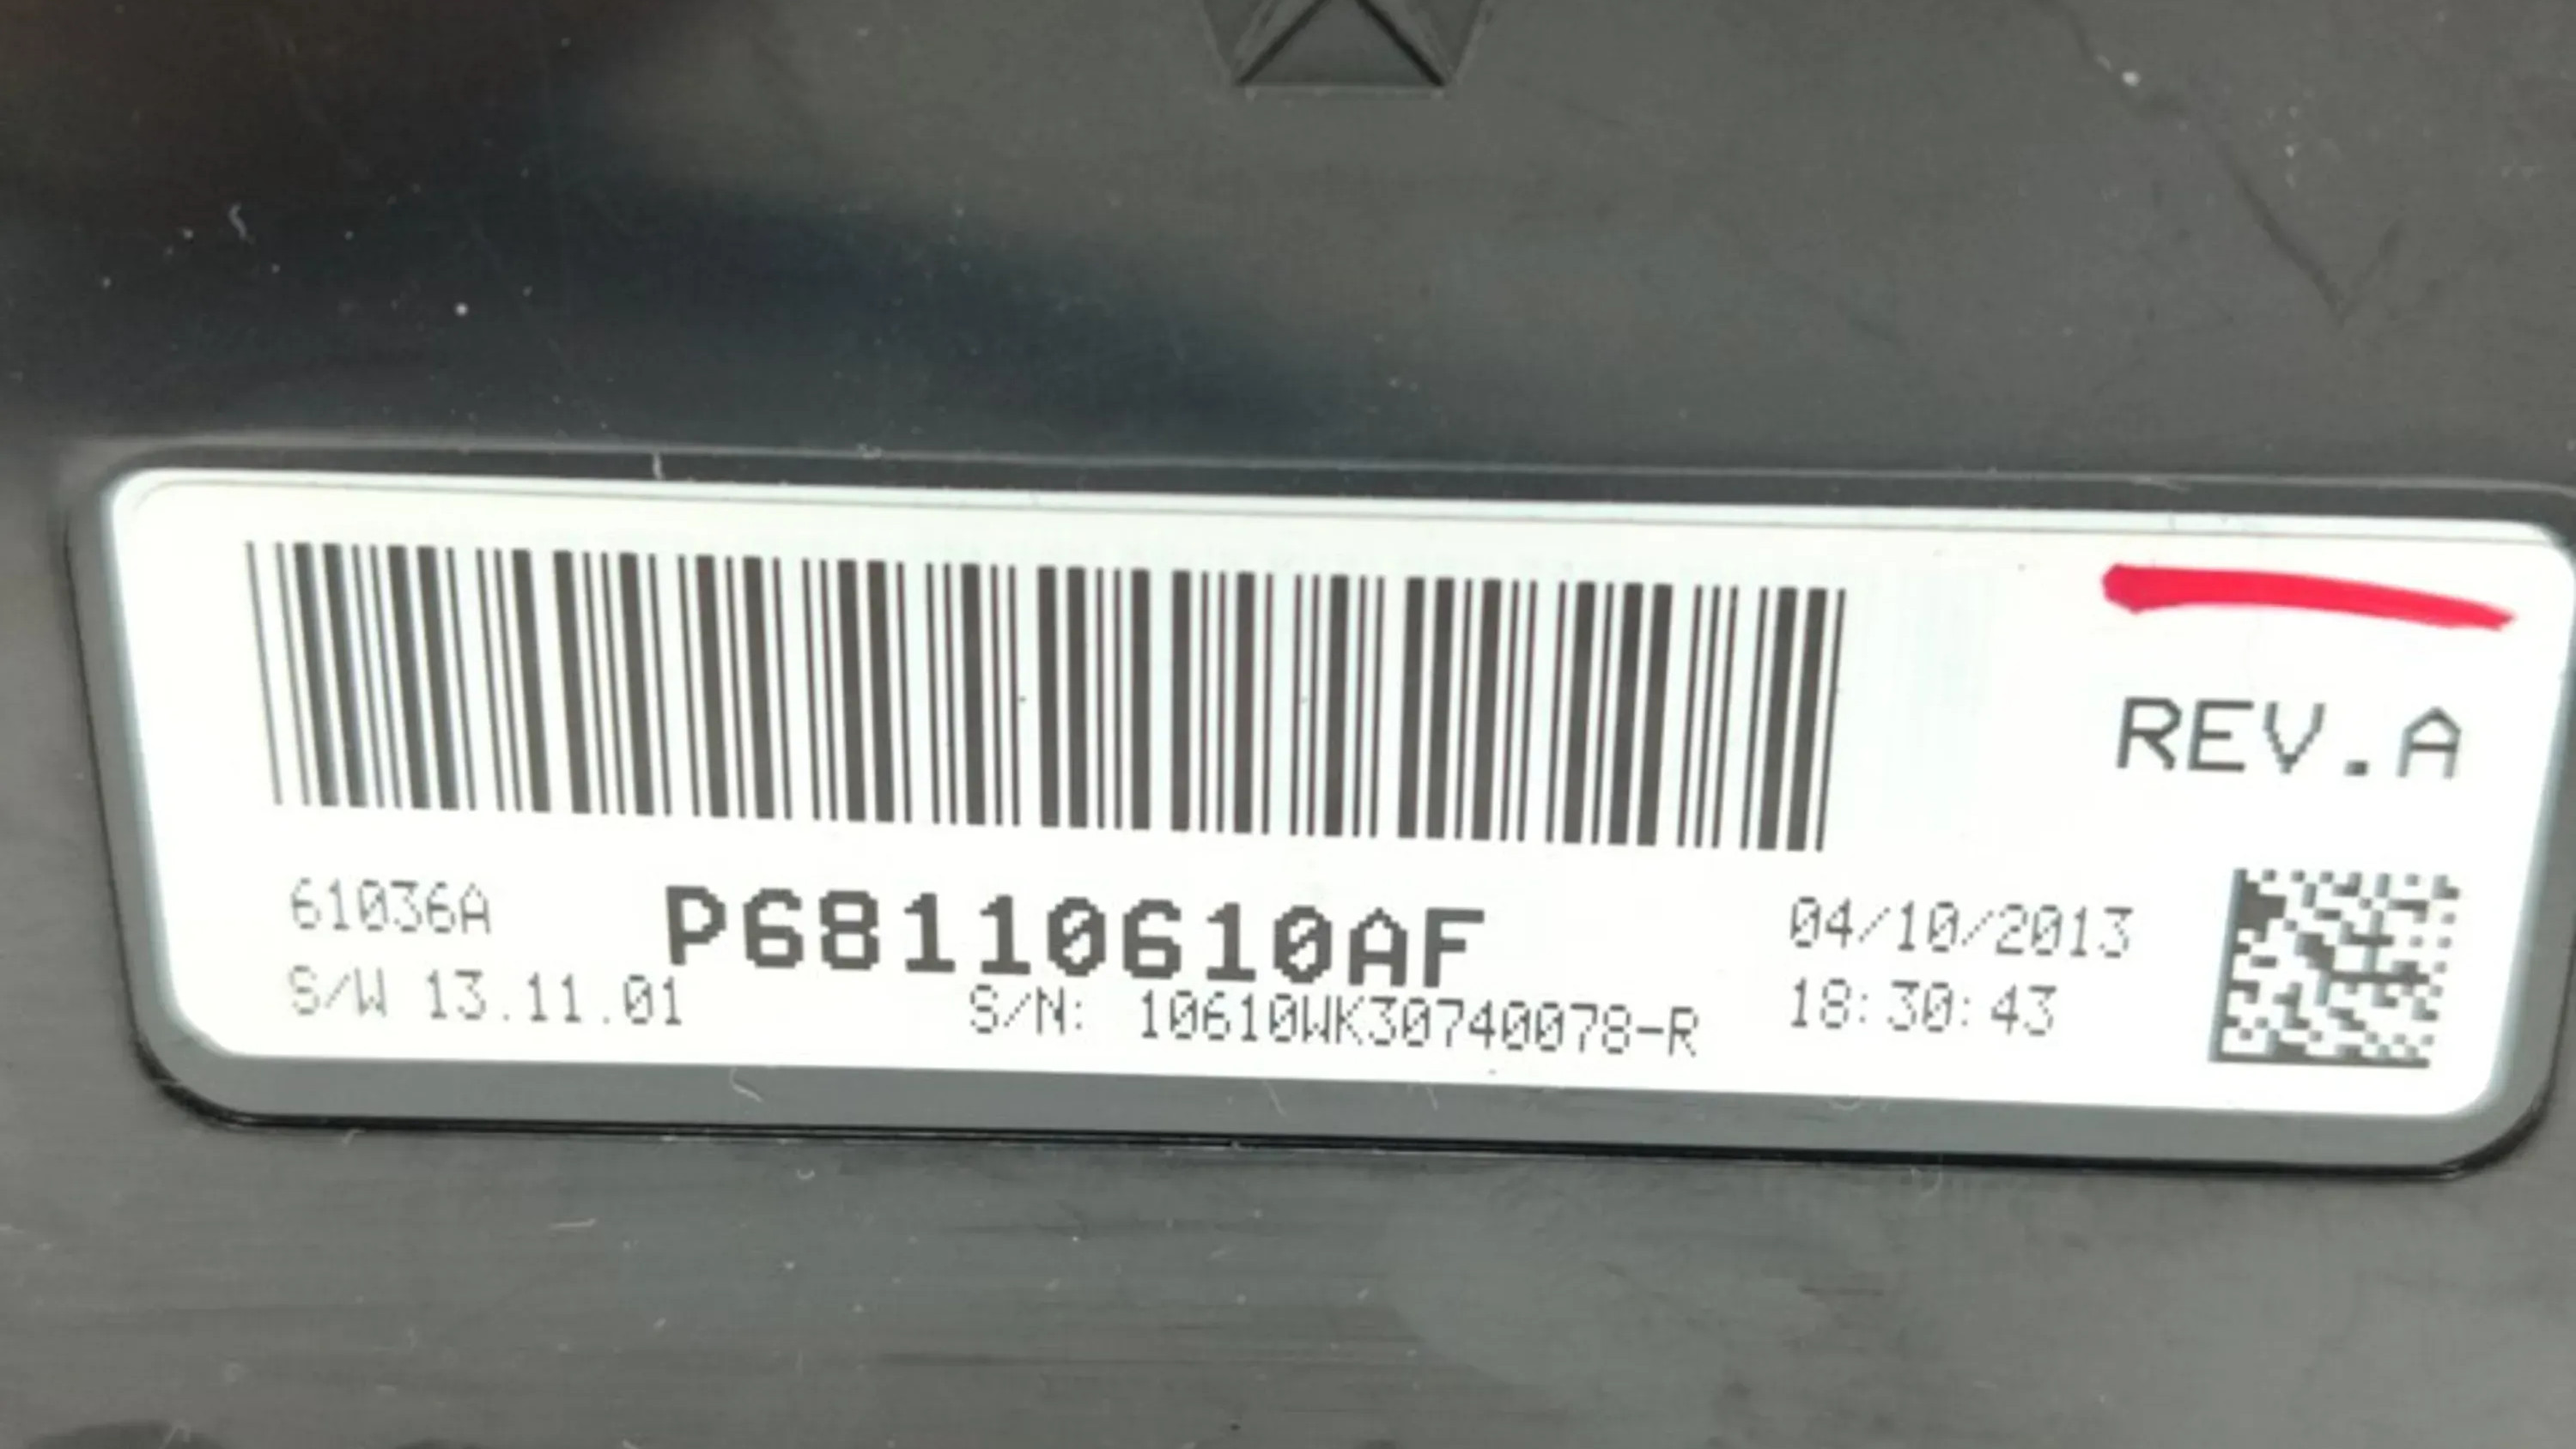 REV.A
61036A P68110610AF 04/10/2013
S/W 13.11.01 S/N: 10610WK30740078-R 18:30:43